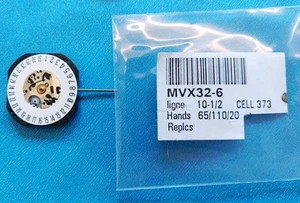 MVX32-6
ligne 10-1/2 CELL 373
Hands 65/110/20
Replcs